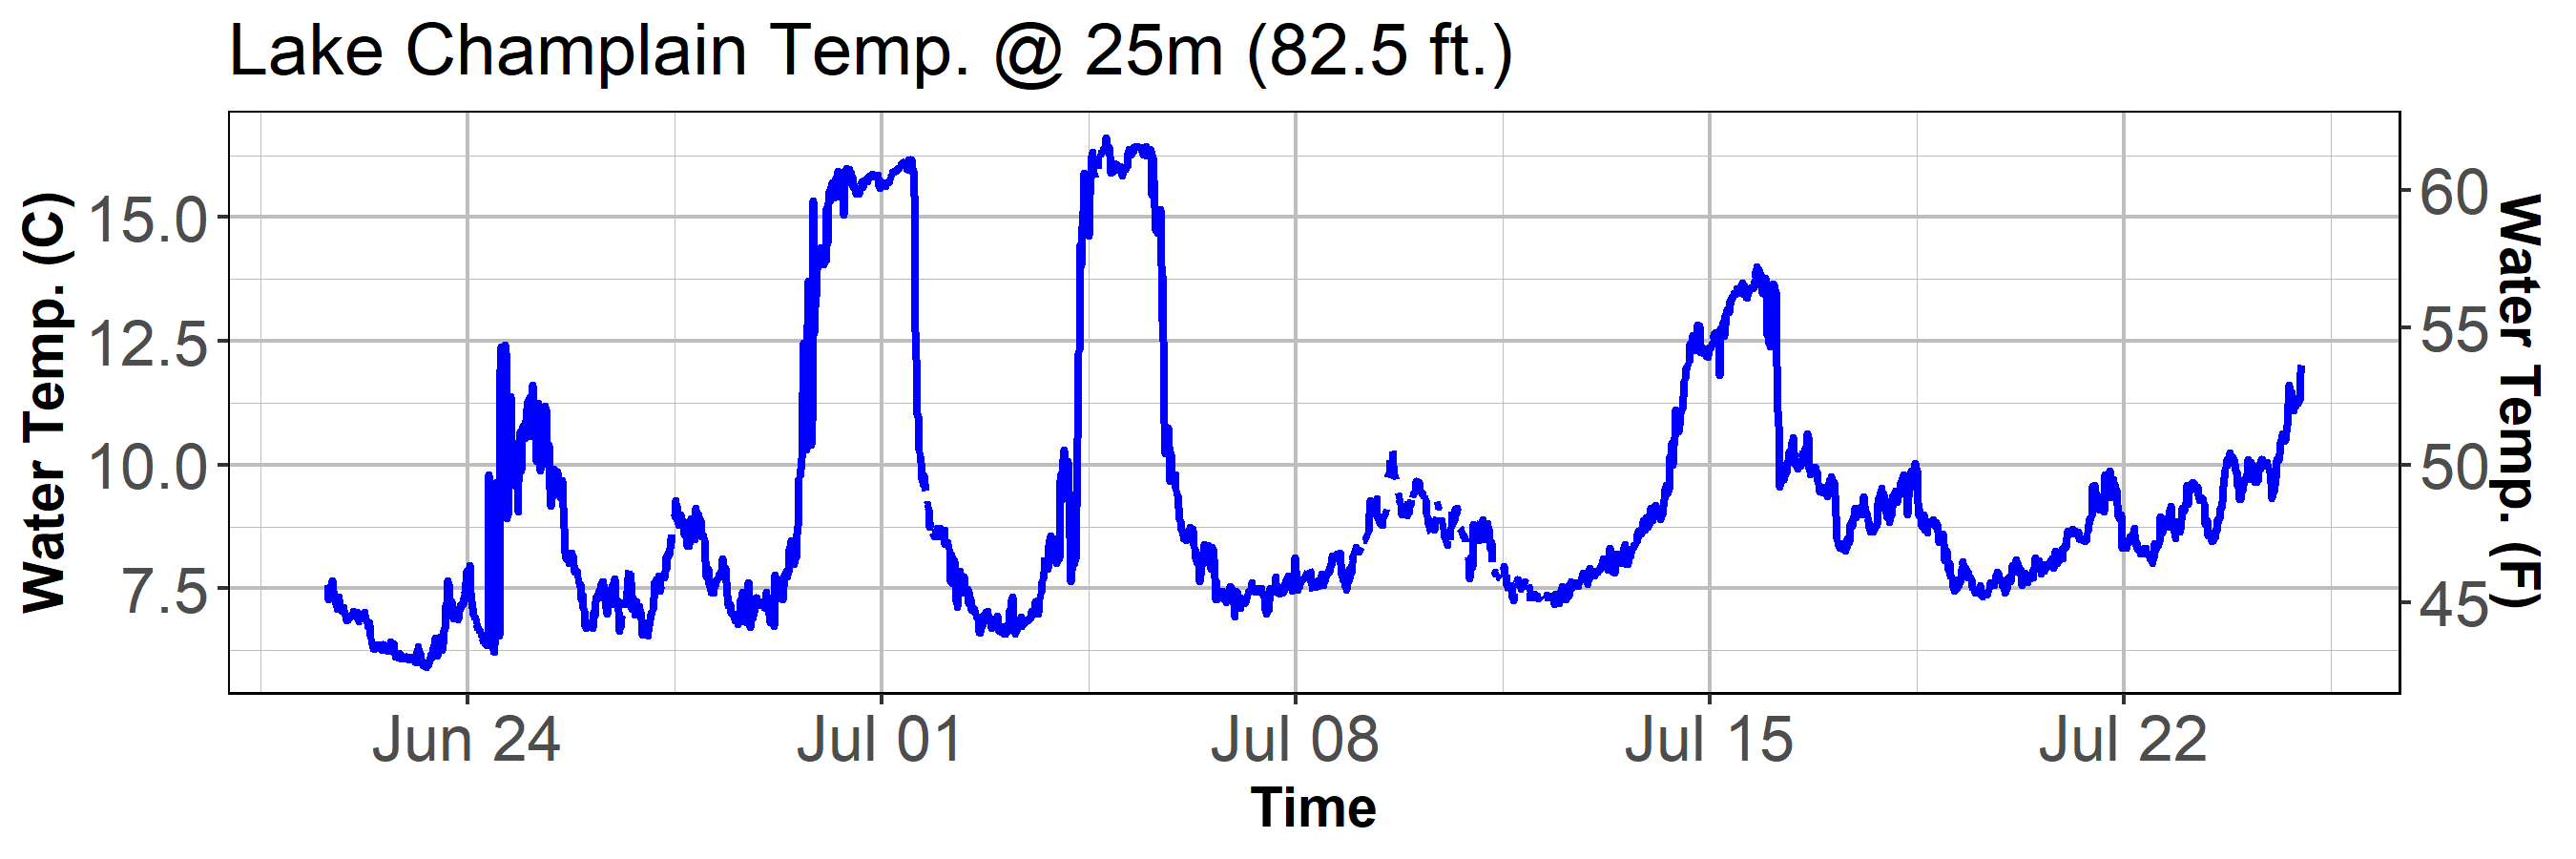 Lake Champlain Temp. @ 25m (82.5 ft.)
Water Temp. (C)
15.0
12.5
10.0
7.5
60
55
50
45
Water Temp. (F)
Jun 24
Jul 01
Jul 08
Jul 15
Jul 22
Time